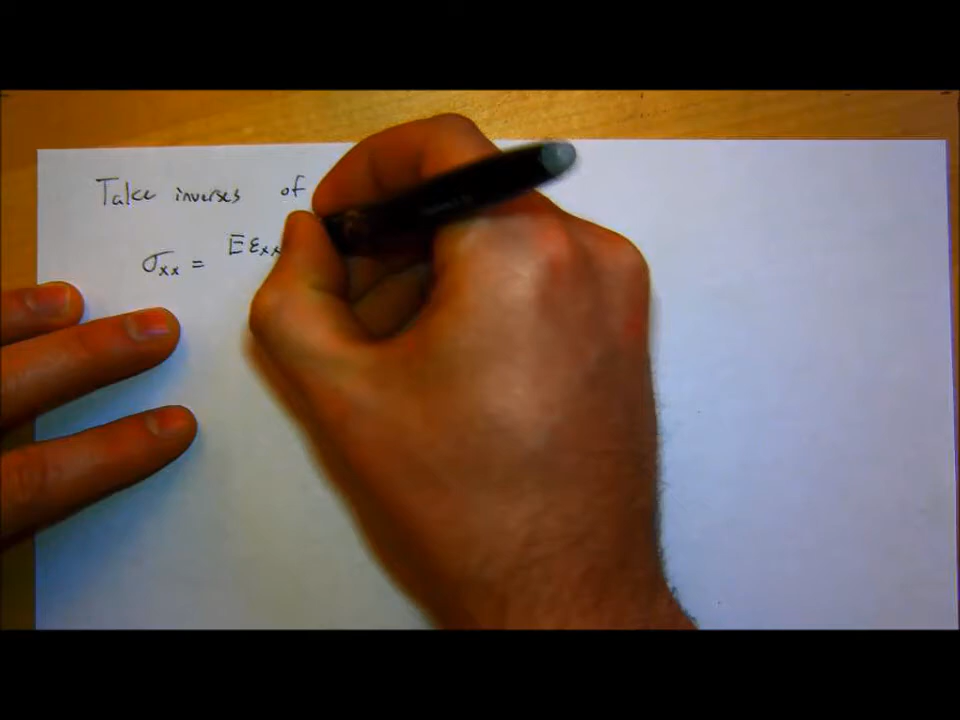 Take inverses of
σxx = Eεxx